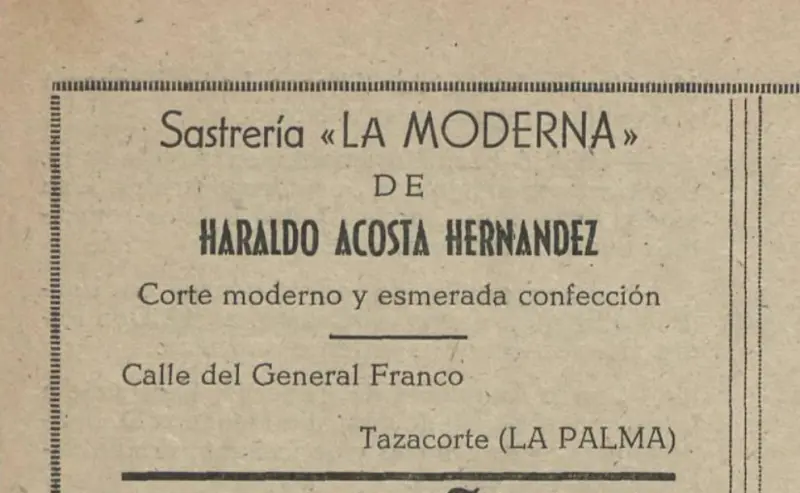 Sastrería «LA MODERNA»
DE
HARALDO ACOSTA HERNANDEZ
Corte moderno y esmerada confección
Calle del General Franco
Tazacorte (LA PALMA)